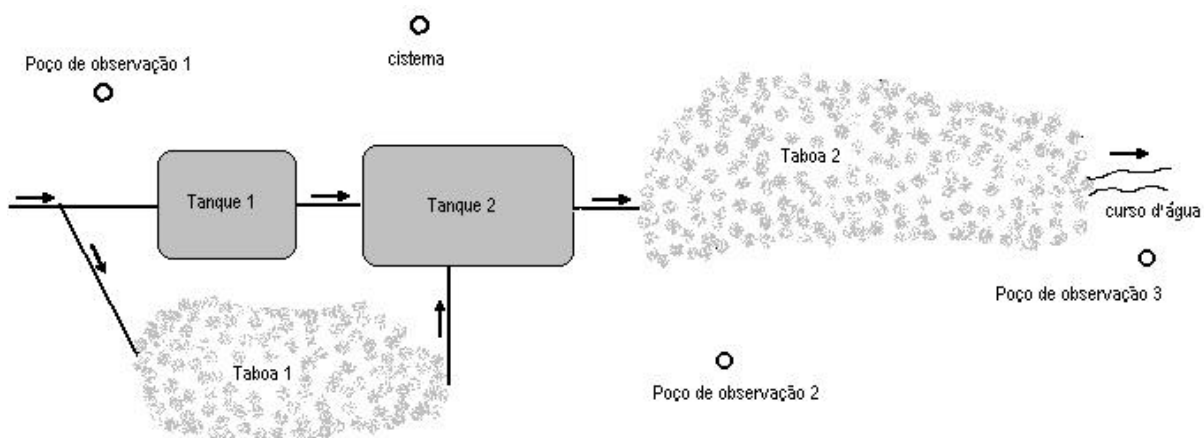 cisterna
Poço de observação 1
Taboa 2
Tanque 1
Tanque 2
curso d'água
Poço de observação 3
Taboa 1
Poço de observação 2